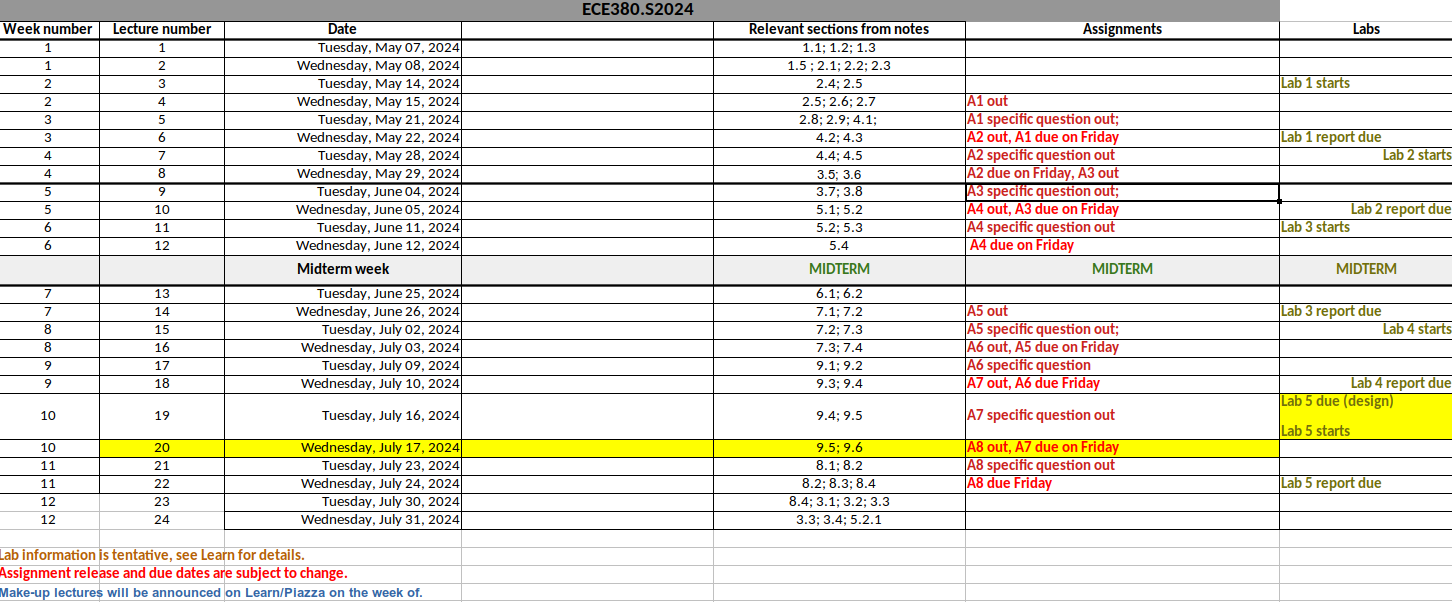 ECE380.S2024
Week number Lecture number Date Relevant sections from notes Assignments Labs
1 1 Tuesday, May 07, 2024 1.1; 1.2; 1.3
1 2 Wednesday, May 08, 2024 1.5 ; 2.1; 2.2; 2.3
2 3 Tuesday, May 14, 2024 2.4; 2.5 Lab 1 starts
2 4 Wednesday, May 15, 2024 2.5; 2.6; 2.7 A1 out
3 5 Tuesday, May 21, 2024 2.8; 2.9; 4.1; A1 specific question out;
3 6 Wednesday, May 22, 2024 4.2; 4.3 A2 out, A1 due on Friday Lab 1 report due
4 7 Tuesday, May 28, 2024 4.4; 4.5 A2 specific question out Lab 2 starts
4 8 Wednesday, May 29, 2024 3.5; 3.6 A2 due on Friday, A3 out
5 9 Tuesday, June 04, 2024 3.7; 3.8 A3 specific question out;
5 10 Wednesday, June 05, 2024 5.1; 5.2 A4 out, A3 due on Friday Lab 2 report due
6 11 Tuesday, June 11, 2024 5.2; 5.3 A4 specific question out Lab 3 starts
6 12 Wednesday, June 12, 2024 5.4 A4 due on Friday
Midterm week MIDTERM MIDTERM MIDTERM
7 13 Tuesday, June 25, 2024 6.1; 6.2
7 14 Wednesday, June 26, 2024 7.1; 7.2 A5 out Lab 3 report due
8 15 Tuesday, July 02, 2024 7.2; 7.3 A5 specific question out; Lab 4 starts
8 16 Wednesday, July 03, 2024 7.3; 7.4 A6 out, A5 due on Friday
9 17 Tuesday, July 09, 2024 9.1; 9.2 A6 specific question
9 18 Wednesday, July 10, 2024 9.3; 9.4 A7 out, A6 due Friday Lab 4 report due
10 19 Tuesday, July 16, 2024 9.4; 9.5 A7 specific question out Lab 5 due (design)
Lab 5 starts
10 20 Wednesday, July 17, 2024 9.5; 9.6 A8 out, A7 due on Friday
11 21 Tuesday, July 23, 2024 8.1; 8.2 A8 specific question out
11 22 Wednesday, July 24, 2024 8.2; 8.3; 8.4 A8 due Friday Lab 5 report due
12 23 Tuesday, July 30, 2024 8.4; 3.1; 3.2; 3.3
12 24 Wednesday, July 31, 2024 3.3; 3.4; 5.2.1
Lab information is tentative, see Learn for details.
Assignment release and due dates are subject to change.
Make-up lectures will be announced on Learn/Piazza on the week of.